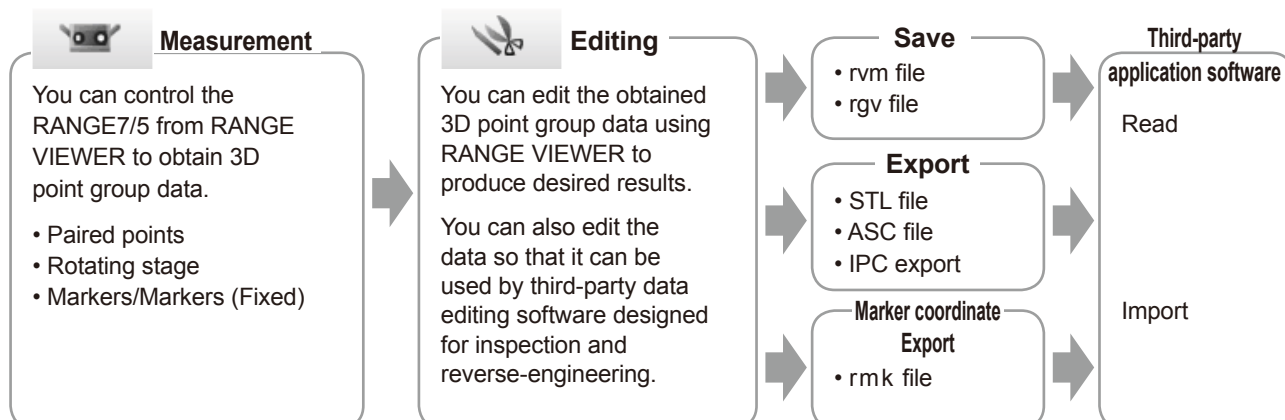 Measurement
You can control the
RANGE7/5 from RANGE
VIEWER to obtain 3D
point group data.
• Paired points
• Rotating stage
• Markers/Markers (Fixed)
Editing
You can edit the obtained
3D point group data using
RANGE VIEWER to
produce desired results.
You can also edit the
data so that it can be
used by third-party data
editing software designed
for inspection and
reverse-engineering.
Save
• rvm file
• rgv file
Export
• STL file
• ASC file
• IPC export
Marker coordinate
Export
• rmk file
Third-party
application software
Read
Import